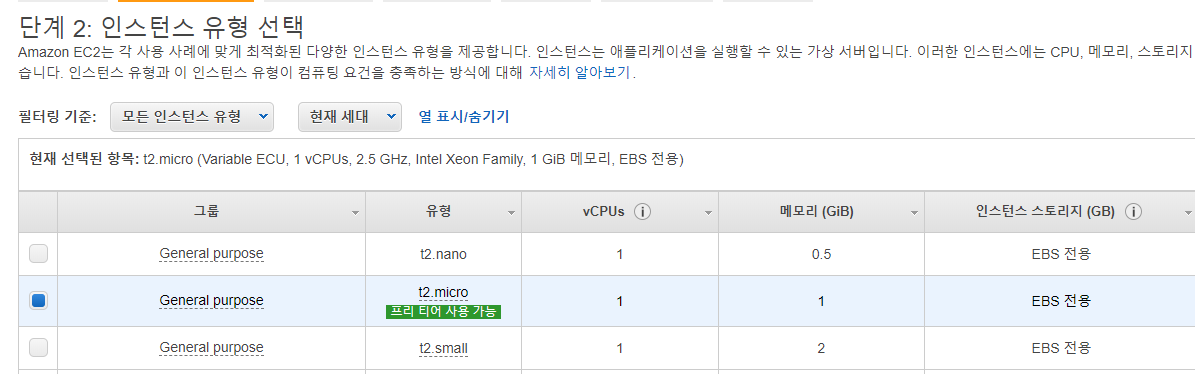 단계 2: 인스턴스 유형 선택
Amazon EC2는 각 사용 사례에 맞게 최적화된 다양한 인스턴스 유형을 제공합니다. 인스턴스는 애플리케이션을 실행할 수 있는 가상 서버입니다. 이러한 인스턴스에는 CPU, 메모리, 스토리지
습니다. 인스턴스 유형과 이 인스턴스 유형이 컴퓨팅 요건을 충족하는 방식에 대해 자세히 알아보기.
필터링 기준: 모든 인스턴스 유형 현재 세대 열 표시/숨기기
현재 선택된 항목: t2.micro (Variable ECU, 1 vCPUs, 2.5 GHz, Intel Xeon Family, 1 GiB 메모리, EBS 전용)
그룹 유형 vCPUs 메모리 (GiB) 인스턴스 스토리지 (GB)
General purpose t2.nano 1 0.5 EBS 전용
General purpose t2.micro 1 1 EBS 전용
프리 티어 사용 가능
General purpose t2.small 1 2 EBS 전용